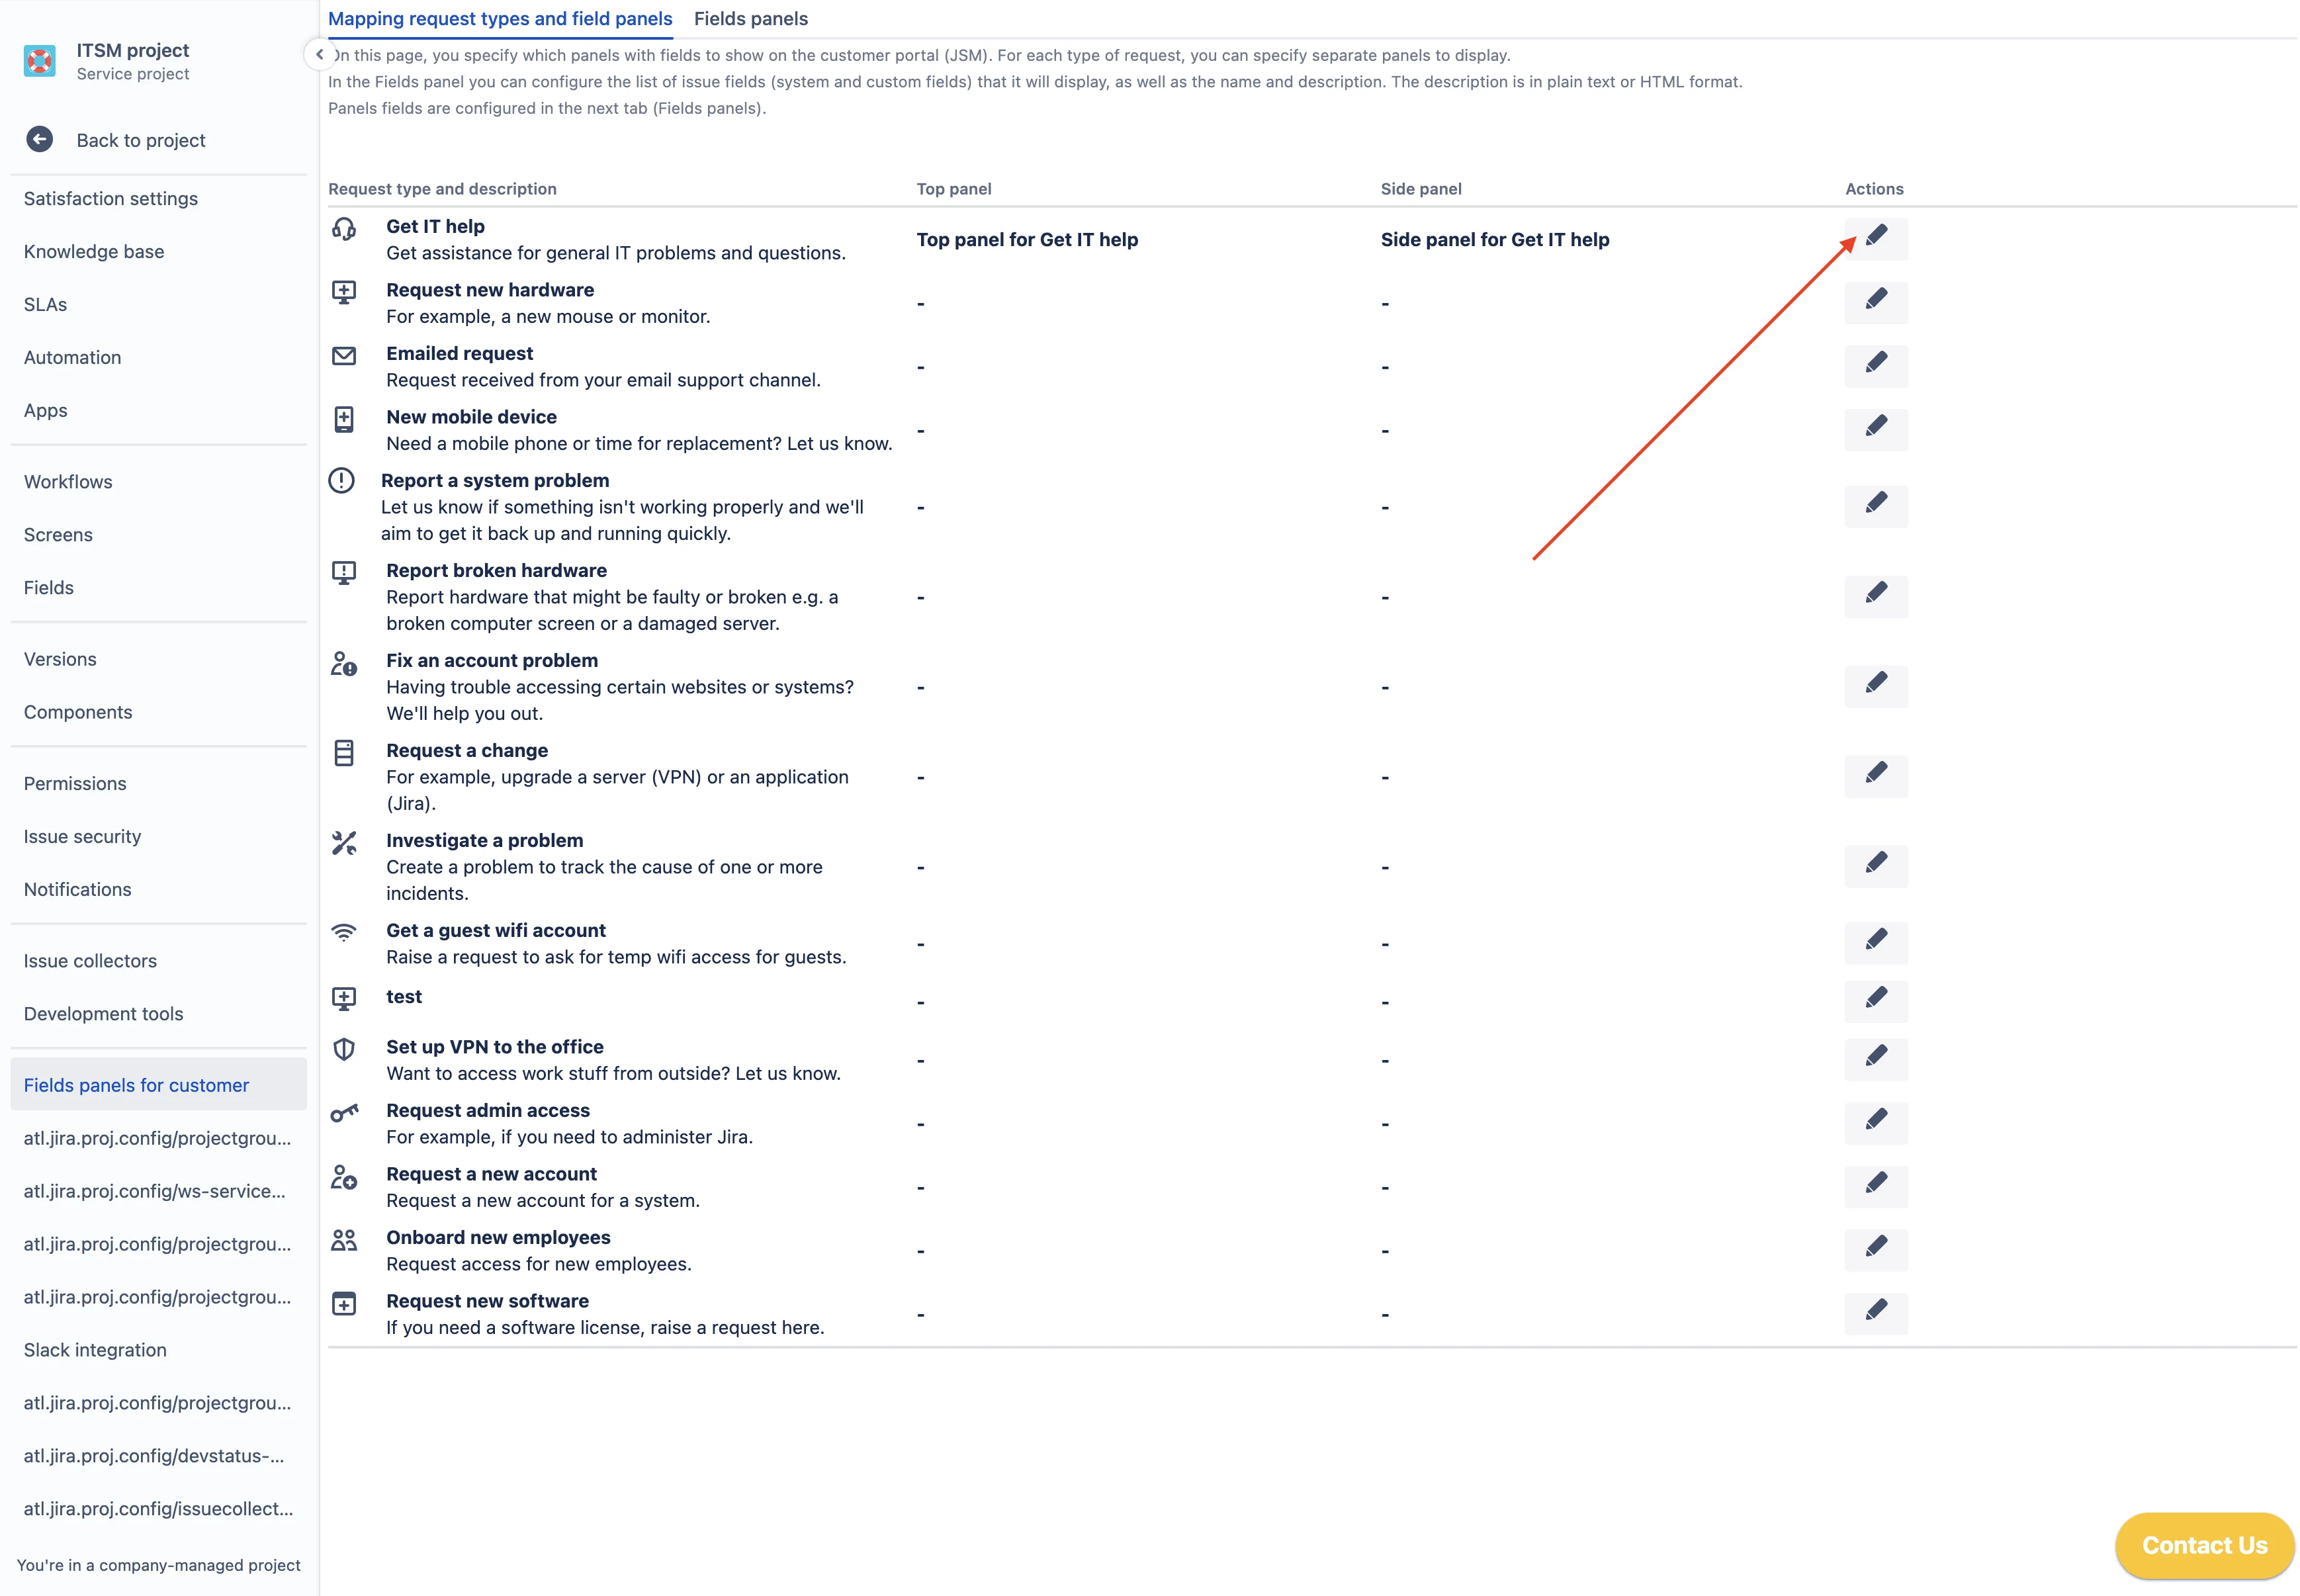 ITSM project
Service project
Back to project
Satisfaction settings
Knowledge base
SLAs
Automation
Apps
Workflows
Screens
Fields
Versions
Components
Permissions
Issue security
Notifications
Issue collectors
Development tools
Fields panels for customer
atl.jira.proj.config/projectgrou...
atl.jira.proj.config/ws-service...
atl.jira.proj.config/projectgrou...
atl.jira.proj.config/projectgrou...
Slack integration
atl.jira.proj.config/projectgrou...
atl.jira.proj.config/devstatus-...
atl.jira.proj.config/issuecollect...
You're in a company-managed project
Mapping request types and field panels Fields panels
On this page, you specify which panels with fields to show on the customer portal (JSM). For each type of request, you can specify separate panels to display.
In the Fields panel you can configure the list of issue fields (system and custom fields) that it will display, as well as the name and description. The description is in plain text or HTML format.
Panels fields are configured in the next tab (Fields panels).
Request type and description Top panel Side panel Actions
Get IT help
Get assistance for general IT problems and questions.
Top panel for Get IT help Side panel for Get IT help
Request new hardware
For example, a new mouse or monitor.
- -
Emailed request
Request received from your email support channel.
- -
New mobile device
Need a mobile phone or time for replacement? Let us know.
- -
Report a system problem
Let us know if something isn't working properly and we'll
aim to get it back up and running quickly.
- -
Report broken hardware
Report hardware that might be faulty or broken e.g. a
broken computer screen or a damaged server.
- -
Fix an account problem
Having trouble accessing certain websites or systems?
We'll help you out.
- -
Request a change
For example, upgrade a server (VPN) or an application
(Jira).
- -
Investigate a problem
Create a problem to track the cause of one or more
incidents.
- -
Get a guest wifi account
Raise a request to ask for temp wifi access for guests.
- -
test
- -
Set up VPN to the office
Want to access work stuff from outside? Let us know.
- -
Request admin access
For example, if you need to administer Jira.
- -
Request a new account
Request a new account for a system.
- -
Onboard new employees
Request access for new employees.
- -
Request new software
If you need a software license, raise a request here.
- -
Contact Us